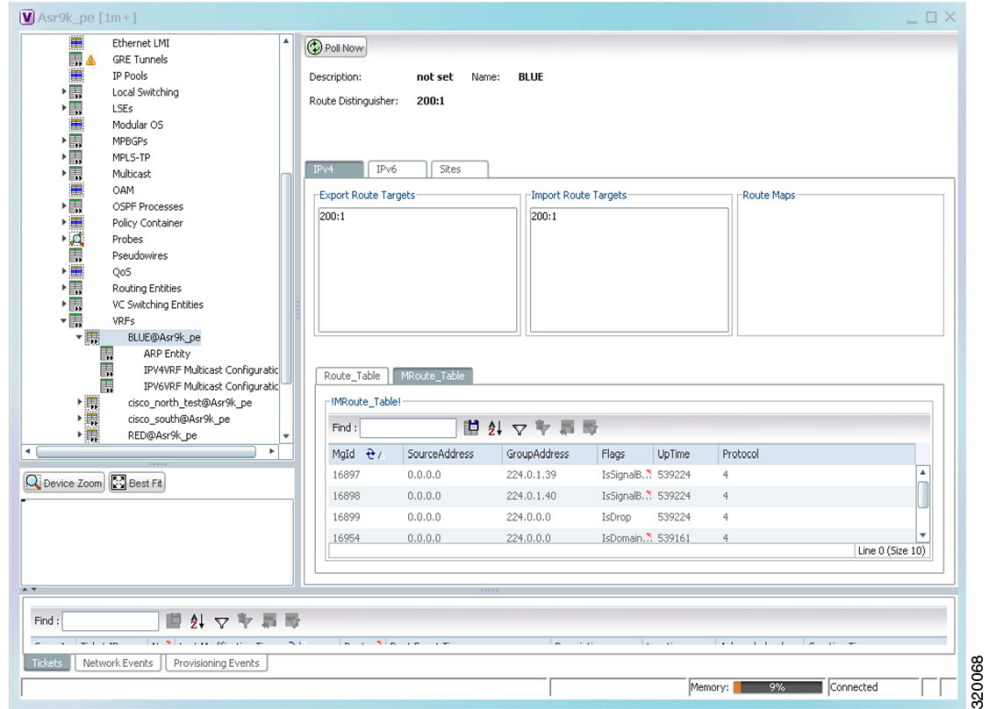 Asr9k_pe [1m+]
Ethernet LMI
GRE Tunnels
IP Pools
Local Switching
LSEs
Modular OS
MPBGPs
MPLS-TP
Multicast
OAM
OSPF Processes
Policy Container
Probes
Pseudowires
QoS
Routing Entities
VC Switching Entities
VRFs
BLUE@Asr9k_pe
ARP Entity
IPV4VRF Multicast Configuratic
IPV6VRF Multicast Configuratic
cisco_north_test@Asr9k_pe
cisco_south@Asr9k_pe
RED@Asr9k_pe
Device Zoom Best Fit
Poll Now
Description: not set Name: BLUE
Route Distinguisher: 200:1
IPv4 IPv6 Sites
Export Route Targets Import Route Targets Route Maps
200:1 200:1
Route_Table MRoute_Table
!MRoute_Table!
Find :
MgId SourceAddress GroupAddress Flags UpTime Protocol
16897 0.0.0.0 224.0.1.39 IsSignalB.. 539224 4
16898 0.0.0.0 224.0.1.40 IsSignalB.. 539224 4
16899 0.0.0.0 224.0.0.0 IsDrop 539224 4
16954 0.0.0.0 224.0.0.0 IsDomain.. 539161 4
Line 0 (Size 10)
Find :
Tickets Network Events Provisioning Events
Memory: 9% Connected
320068